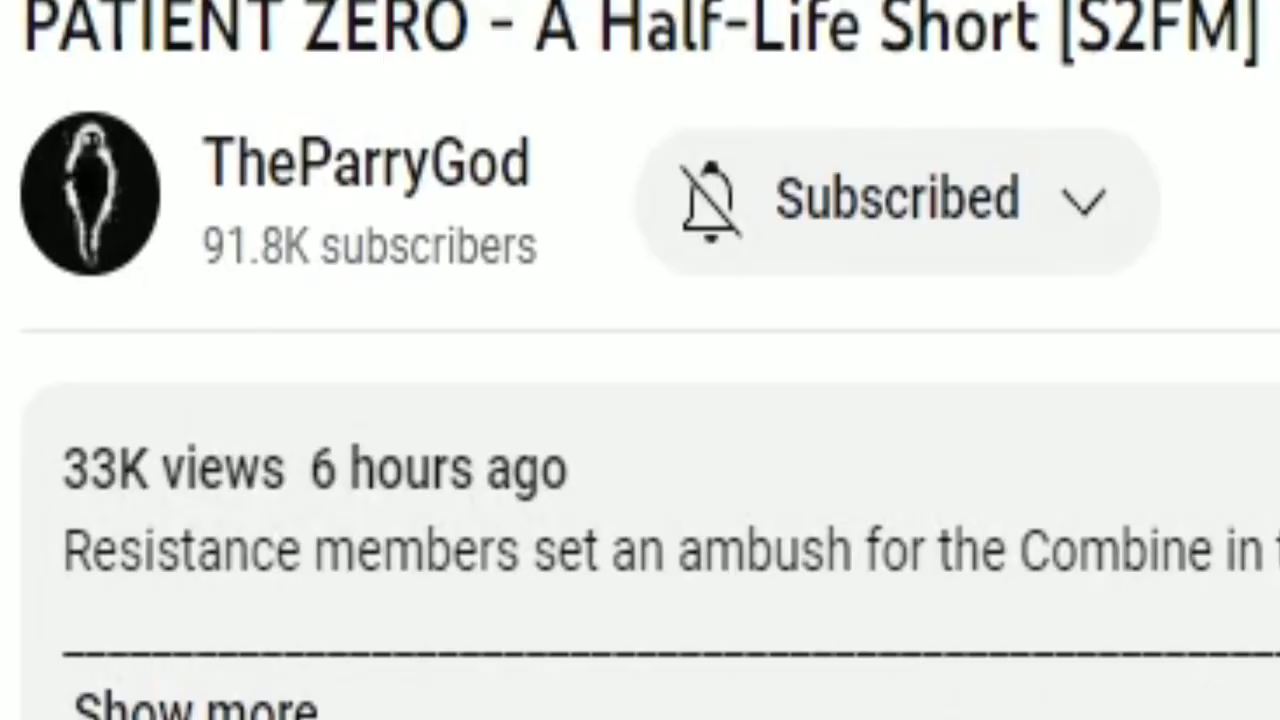 PATIENT ZERO - A Half-Life Short [S2FM]
TheParryGod
91.8K subscribers
Subscribed
33K views 6 hours ago
Resistance members set an ambush for the Combine in
Show more